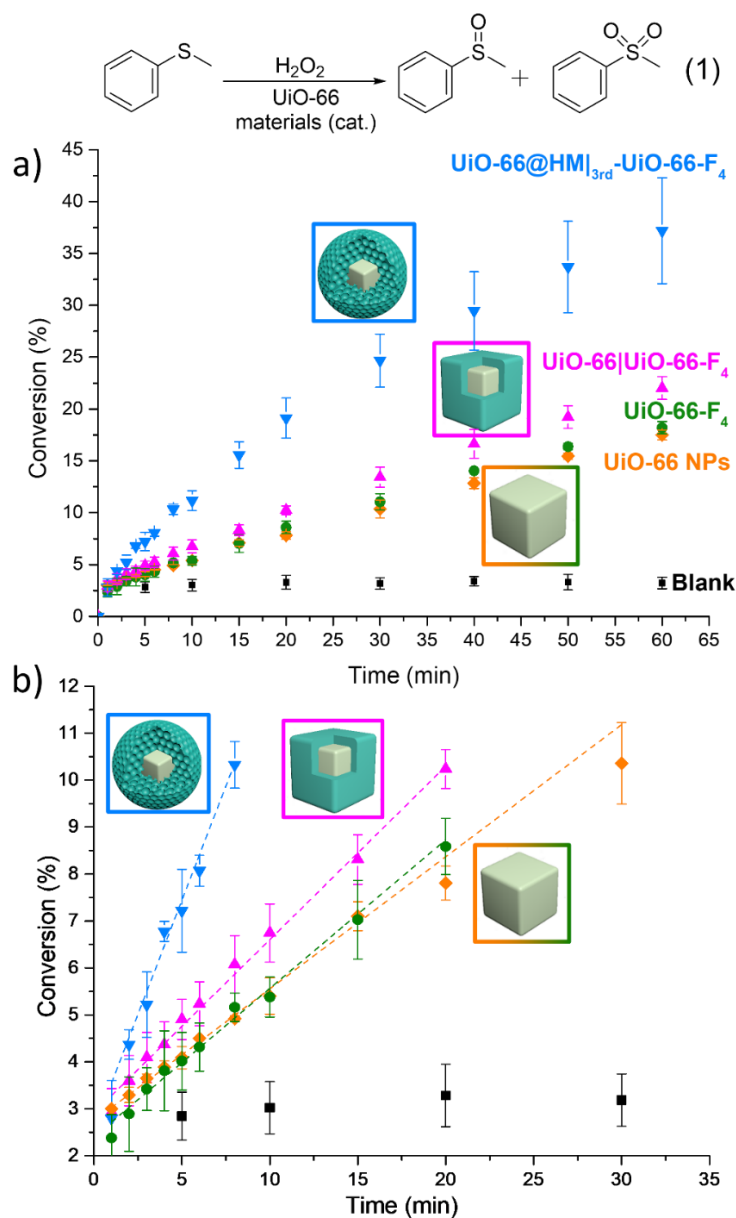 O
O O
S
S
S
H₂O₂
+
(1)
UiO-66
materials (cat.)
a)
45
40
35
30
25
20
15
10
5
0
Conversion (%)
UiO-66@HM|3rd-UiO-66-F₄
UiO-66|UiO-66-F₄
UiO-66-F₄
UiO-66 NPs
Blank
0 5 10 15 20 25 30 35 40 45 50 55 60 65
Time (min)
b)
12
11
10
9
8
7
6
5
4
3
2
Conversion (%)
0 5 10 15 20 25 30 35
Time (min)